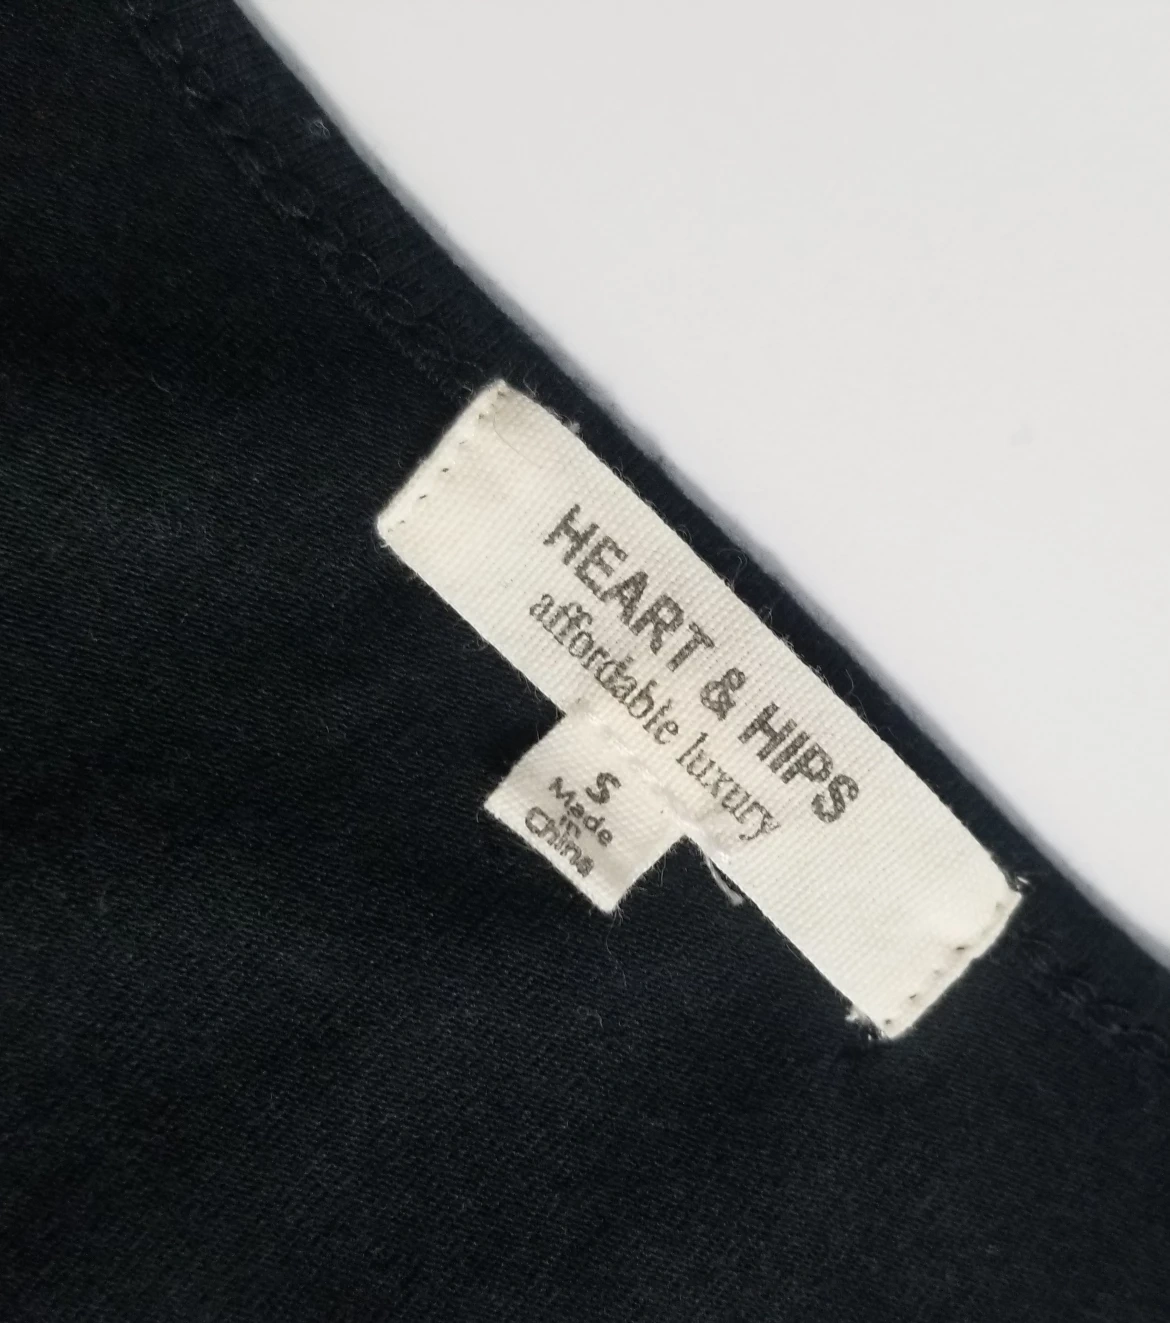 HEART & HIPS
affordable luxury
S
Made
in
China